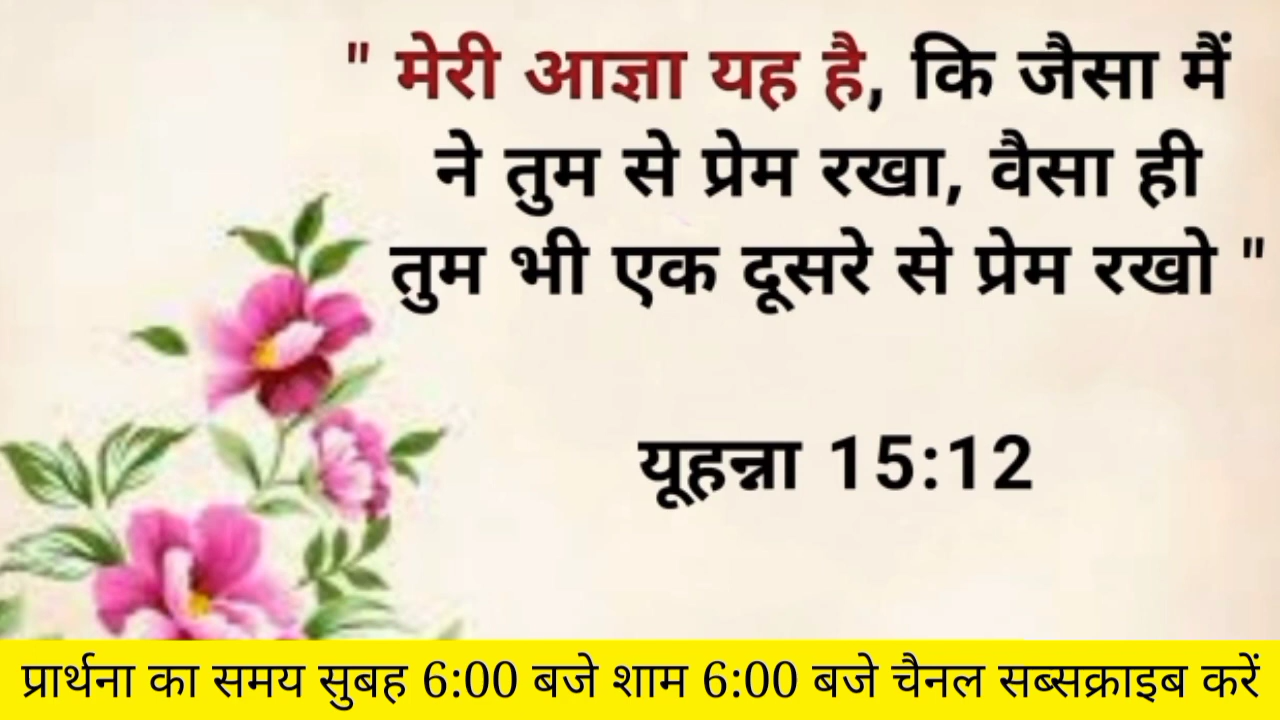 " मेरी आज्ञा यह है, कि जैसा मैं
ने तुम से प्रेम रखा, वैसा ही
तुम भी एक दूसरे से प्रेम रखो "
यूहन्ना 15:12
प्रार्थना का समय सुबह 6:00 बजे शाम 6:00 बजे चैनल सब्सक्राइब करें